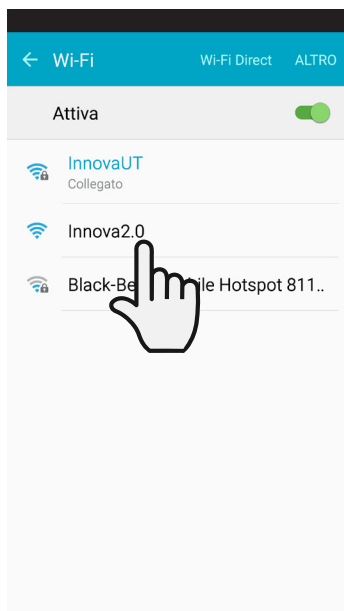 Wi-Fi Wi-Fi Direct ALTRO
Attiva
InnovaUT
Collegato
Innova2.0
Black-Be ile Hotspot 811..